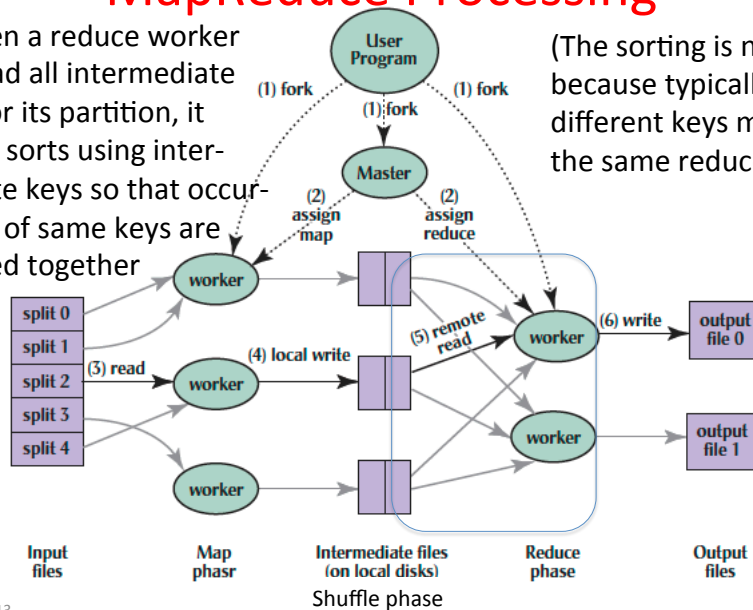 MapReduce Processing
en a reduce worker
nd all intermediate
or its partition, it
sorts using inter-
te keys so that occur-
of same keys are
ed together
(The sorting is n
because typicall
different keys m
the same reduc
User
Program
(1) fork
(1) fork
(1) fork
Master
(2)
assign
map
(2)
assign
reduce
worker
split 0
split 1
split 2
split 3
split 4
(3) read
worker
(4) local write
(5) remote
read
worker
(6) write
output
file 0
worker
output
file 1
worker
Input
files
Map
phasr
Intermediate files
(on local disks)
Reduce
phase
Output
files
Shuffle phase